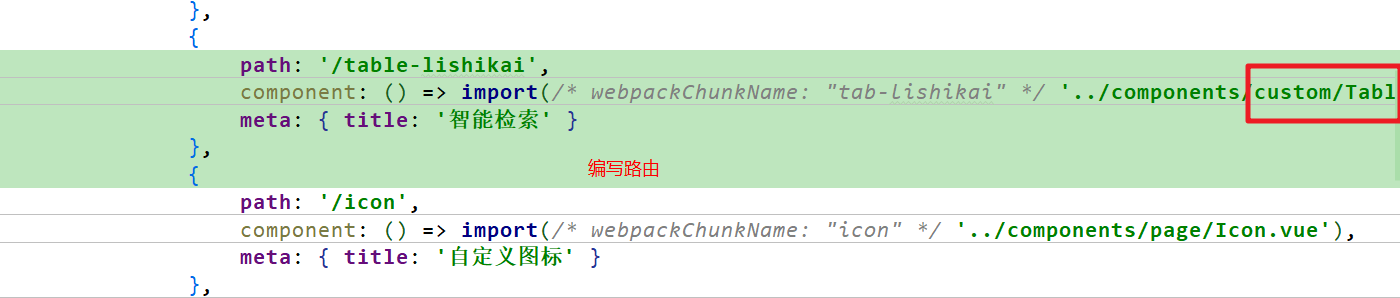 },
{
path: '/table-lishikai',
component: () => import(/* webpackChunkName: "tab-lishikai" */ '../components/custom/Tabl
meta: { title: '智能检索' }
},
{
编写路由
path: '/icon',
component: () => import(/* webpackChunkName: "icon" */ '../components/page/Icon.vue'),
meta: { title: '自定义图标' }
},